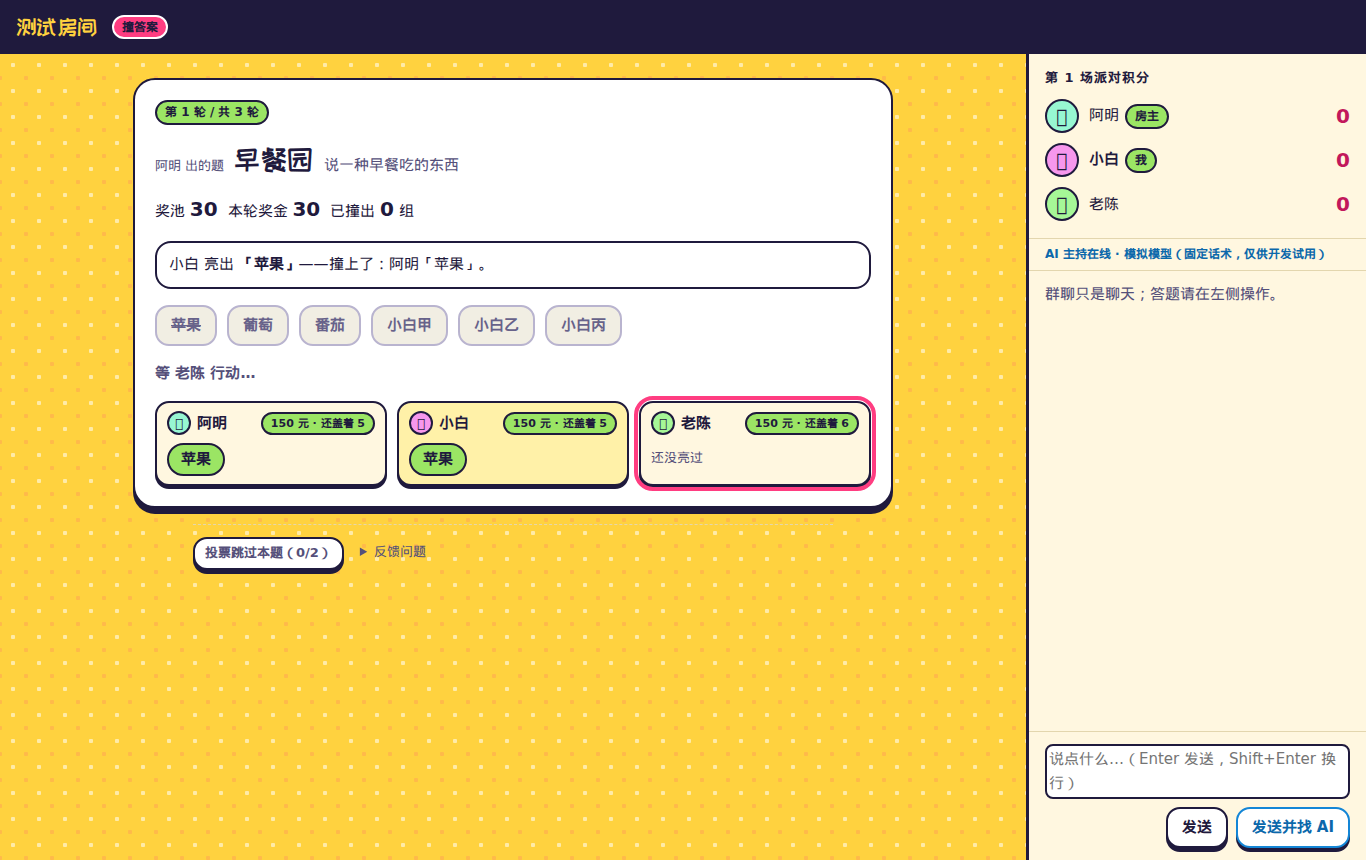 测试房间 撞答案
第 1 轮 / 共 3 轮
阿明 出的题 早餐园 说一种早餐吃的东西
奖池 30 本轮奖金 30 已撞出 0 组
小白 亮出 「苹果」——撞上了：阿明「苹果」。
苹果 葡萄 番茄 小白甲 小白乙 小白丙
等 老陈 行动…
阿明 150 元 · 还盖着 5
苹果
小白 150 元 · 还盖着 5
苹果
老陈 150 元 · 还盖着 6
还没亮过
投票跳过本题（0/2） ▶ 反馈问题
第 1 场派对积分
阿明 房主 0
小白 我 0
老陈 0
AI 主持在线 · 模拟模型（固定话术，仅供开发试用）
群聊只是聊天；答题请在左侧操作。
说点什么…（Enter 发送，Shift+Enter 换
行）
发送 发送并找 AI